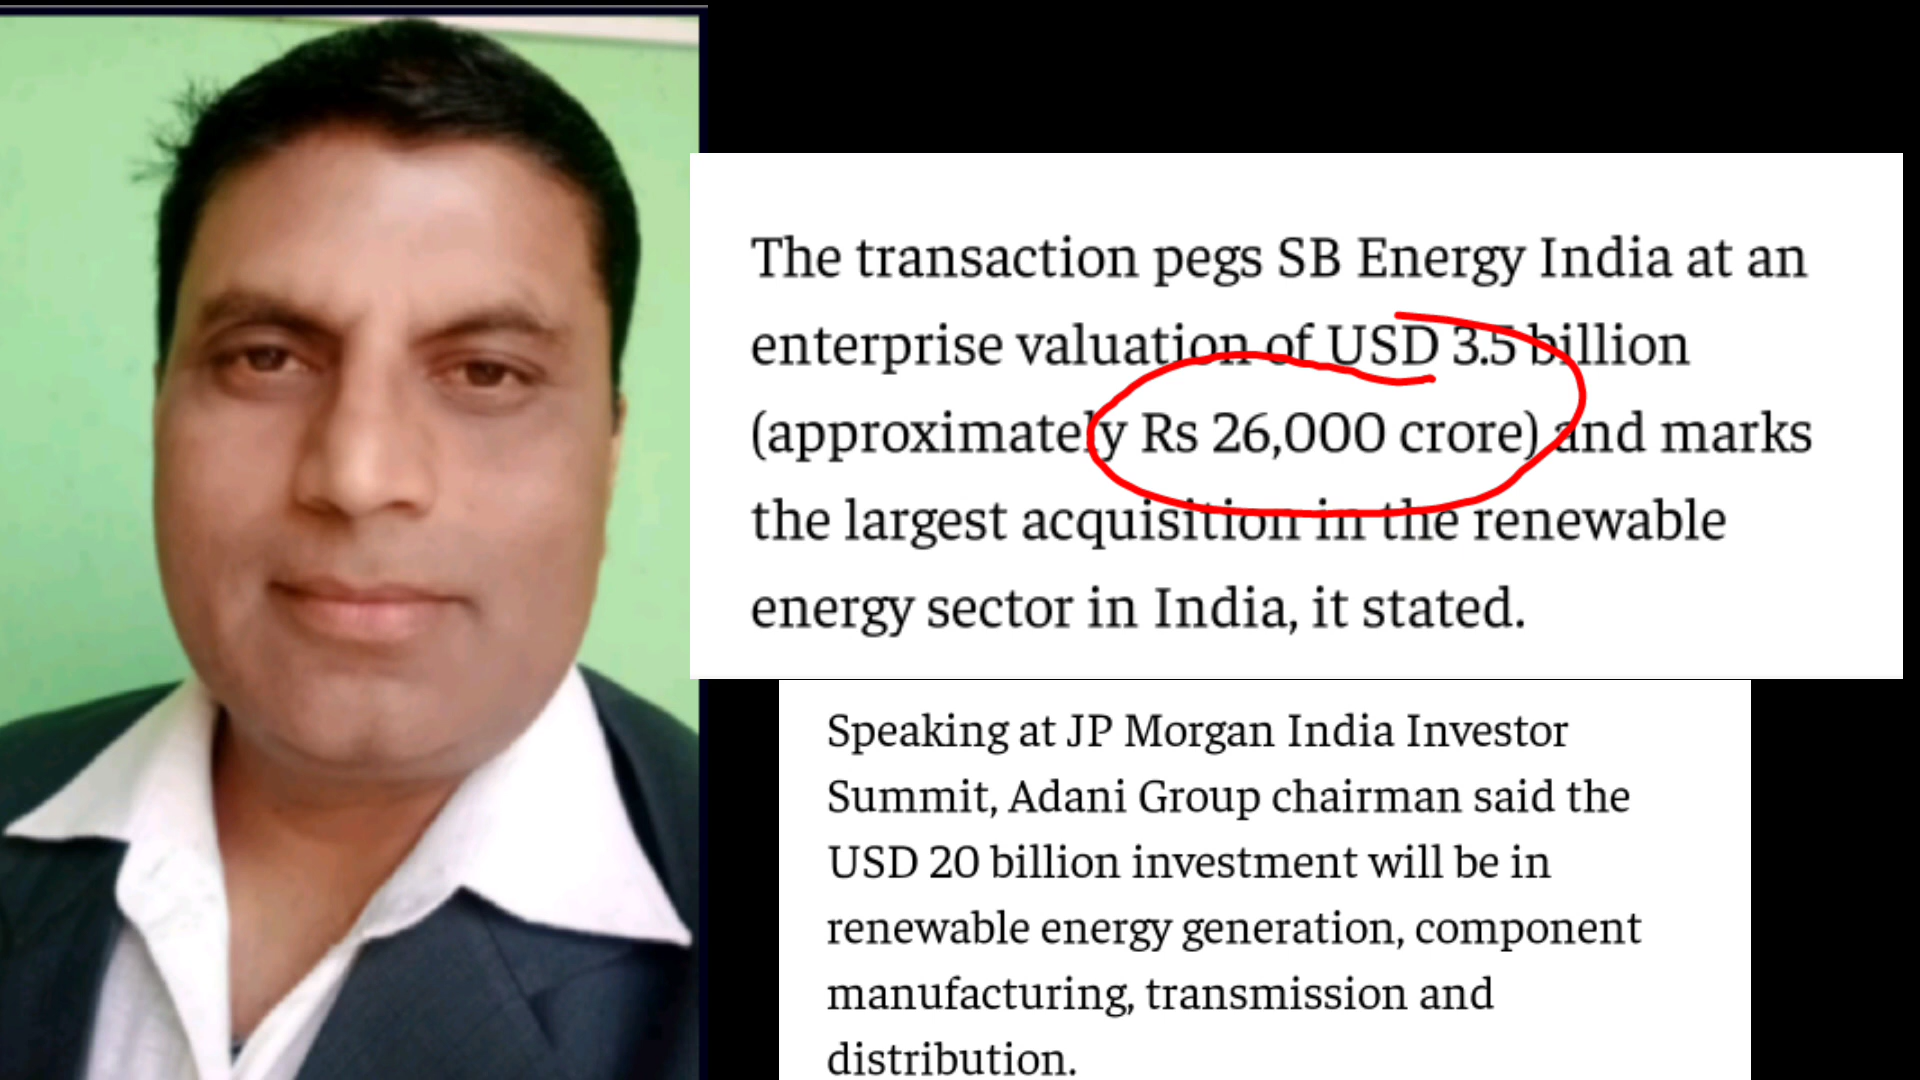 The transaction pegs SB Energy India at an
enterprise valuation of USD 3.5 billion
(approximately Rs 26,000 crore) and marks
the largest acquisition in the renewable
energy sector in India, it stated.
Speaking at JP Morgan India Investor
Summit, Adani Group chairman said the
USD 20 billion investment will be in
renewable energy generation, component
manufacturing, transmission and
distribution.